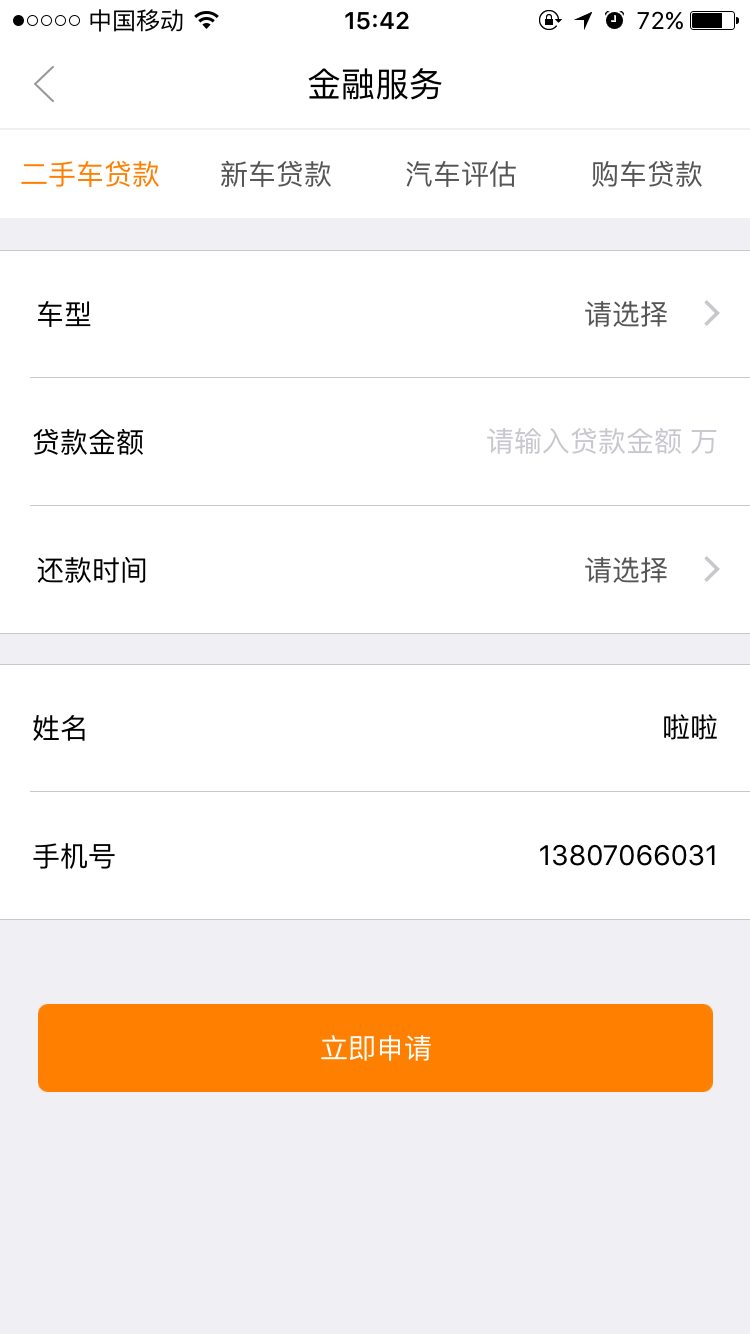 中国移动 15:42 72%
金融服务
二手车贷款 新车贷款 汽车评估 购车贷款
车型 请选择
贷款金额 请输入贷款金额 万
还款时间 请选择
姓名 啦啦
手机号 13807066031
立即申请